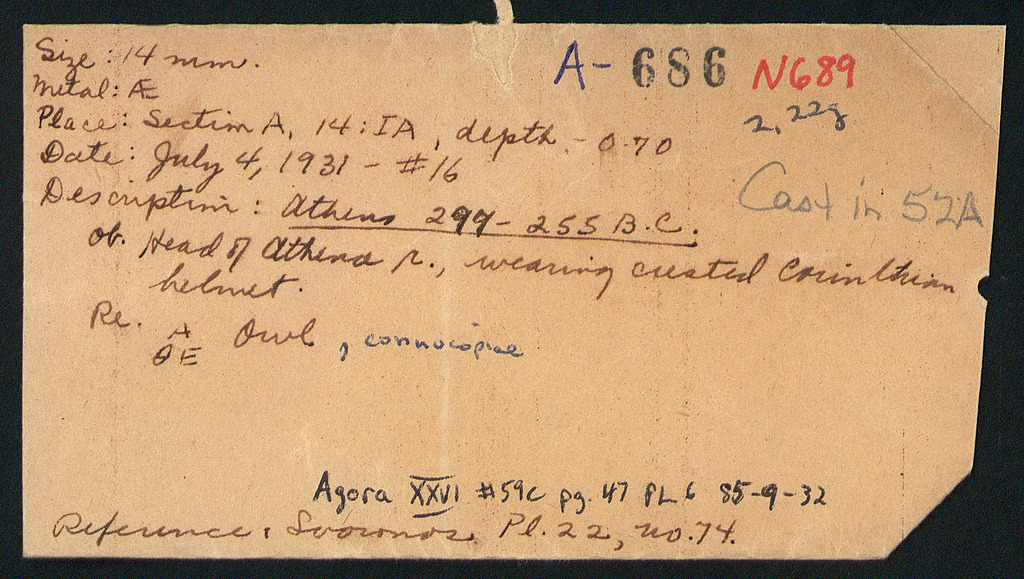 Size: 14 mm.
A- 686 N689
Metal: Æ
2,22g
Place: Section A, 14:IA, depth - 0.70
Date: July 4, 1931 - #16
Cast in 52A
Description: Athens 299-255 B.C.
Ob. Head of Athena r., wearing crested Corinthian
helmet.
Re. A
ΘE Owl, cornucopiae
Agora XXVI #59c pg. 47 PL 6 85-9-32
Reference: Svoronos Pl. 22, no. 74.